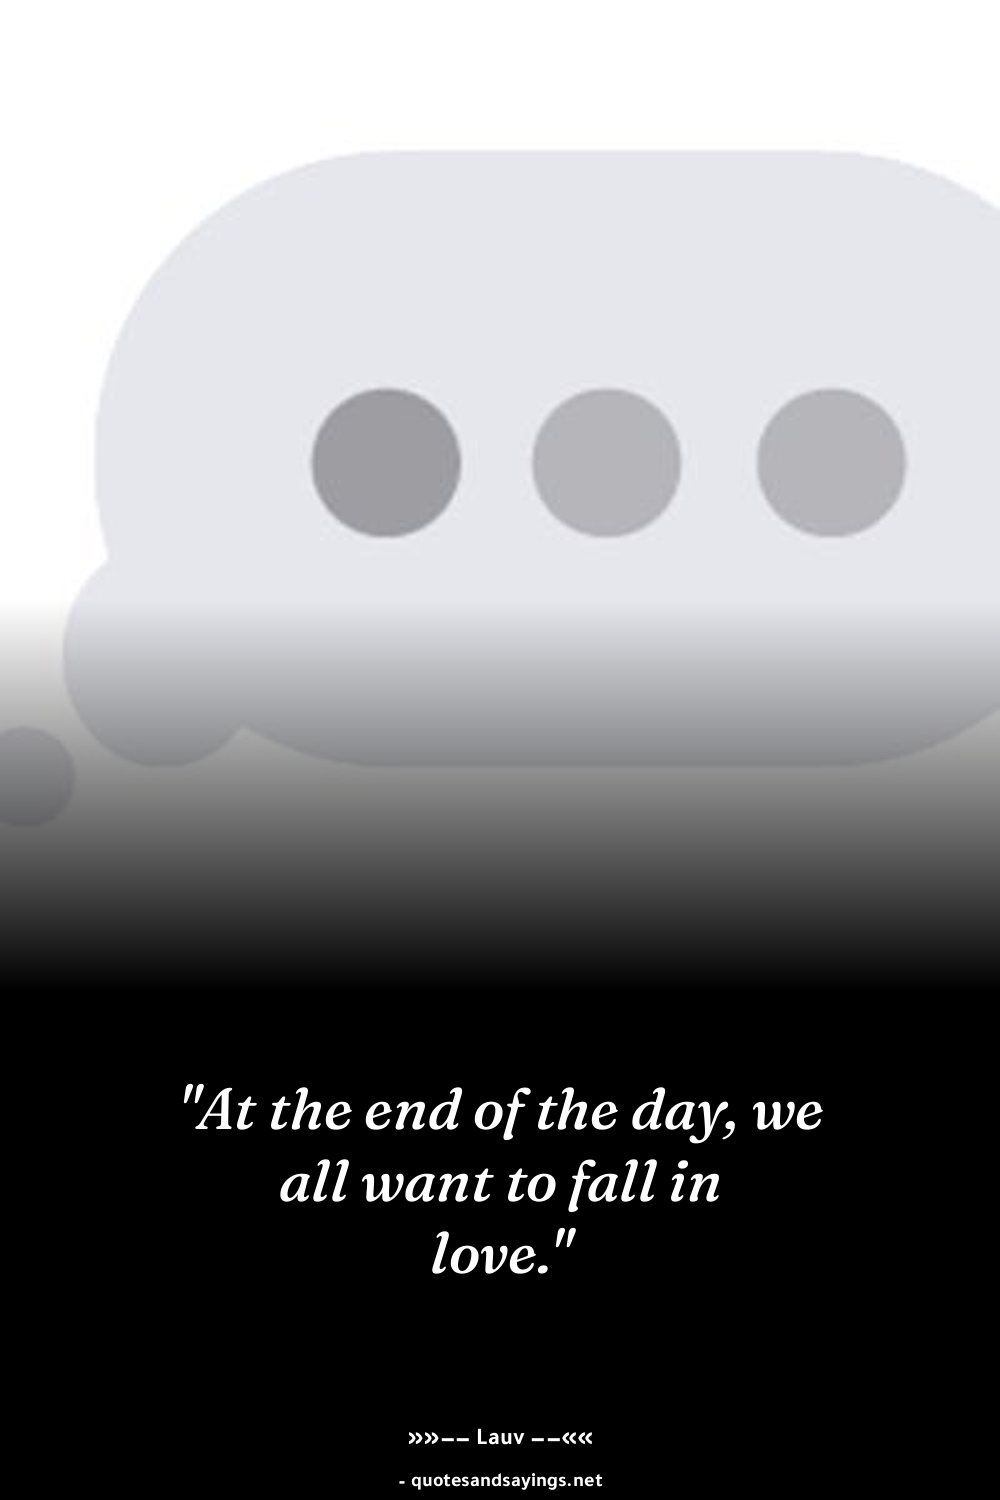 "At the end of the day, we
all want to fall in
love."
»»−− Lauv −−««
- quotesandsayings.net